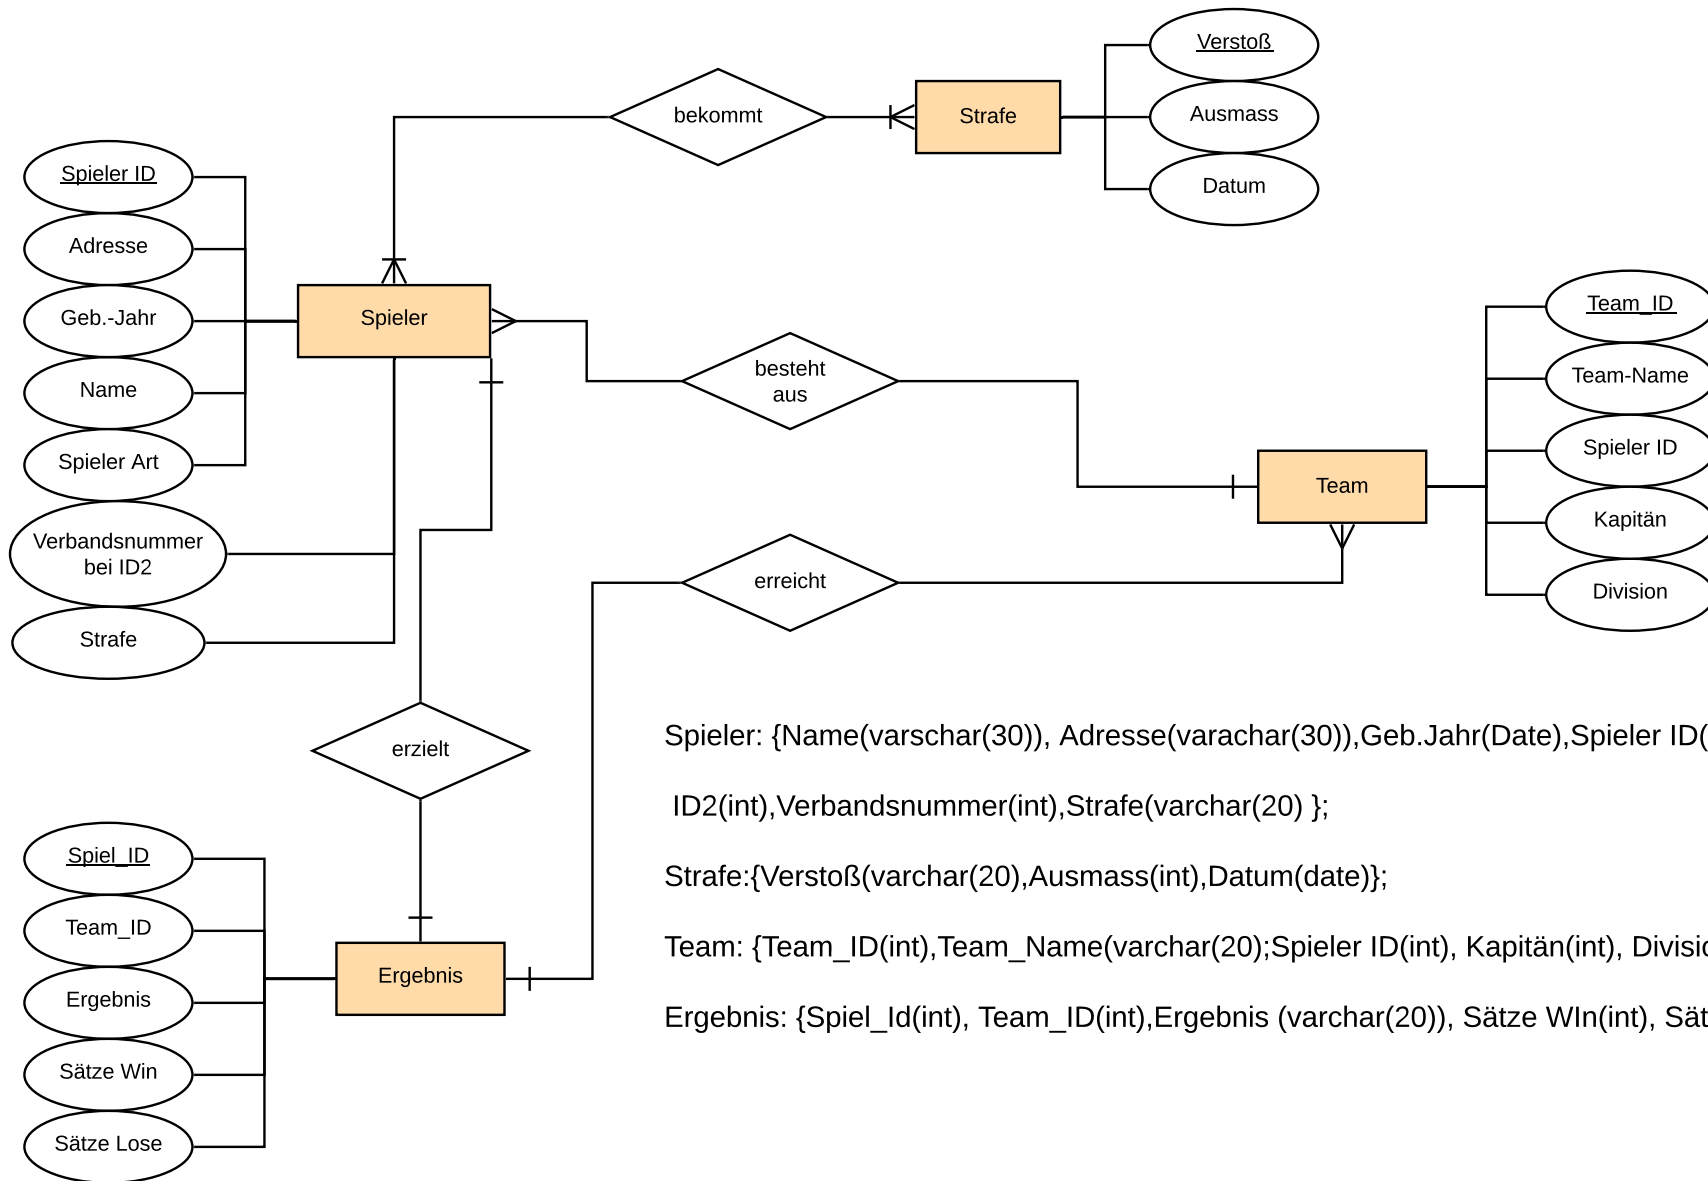 Verstoß
bekommt
Strafe
Ausmass
Datum
Spieler ID
Adresse
Geb.-Jahr
Name
Spieler Art
Verbandsnummer
bei ID2
Strafe
Spieler
besteht
aus
Team_ID
Team-Name
Spieler ID
Kapitän
Division
Team
erreicht
erzielt
Spiel_ID
Team_ID
Ergebnis
Sätze Win
Sätze Lose
Ergebnis
Spieler: {Name(varschar(30)), Adresse(varachar(30)),Geb.Jahr(Date),Spieler ID(
ID2(int),Verbandsnummer(int),Strafe(varchar(20) };
Strafe:{Verstoß(varchar(20),Ausmass(int),Datum(date)};
Team: {Team_ID(int),Team_Name(varchar(20);Spieler ID(int), Kapitän(int),
Ergebnis: {Spiel_Id(int), Team_ID(int),Ergebnis (varchar(20)), Sätze WIn(int),